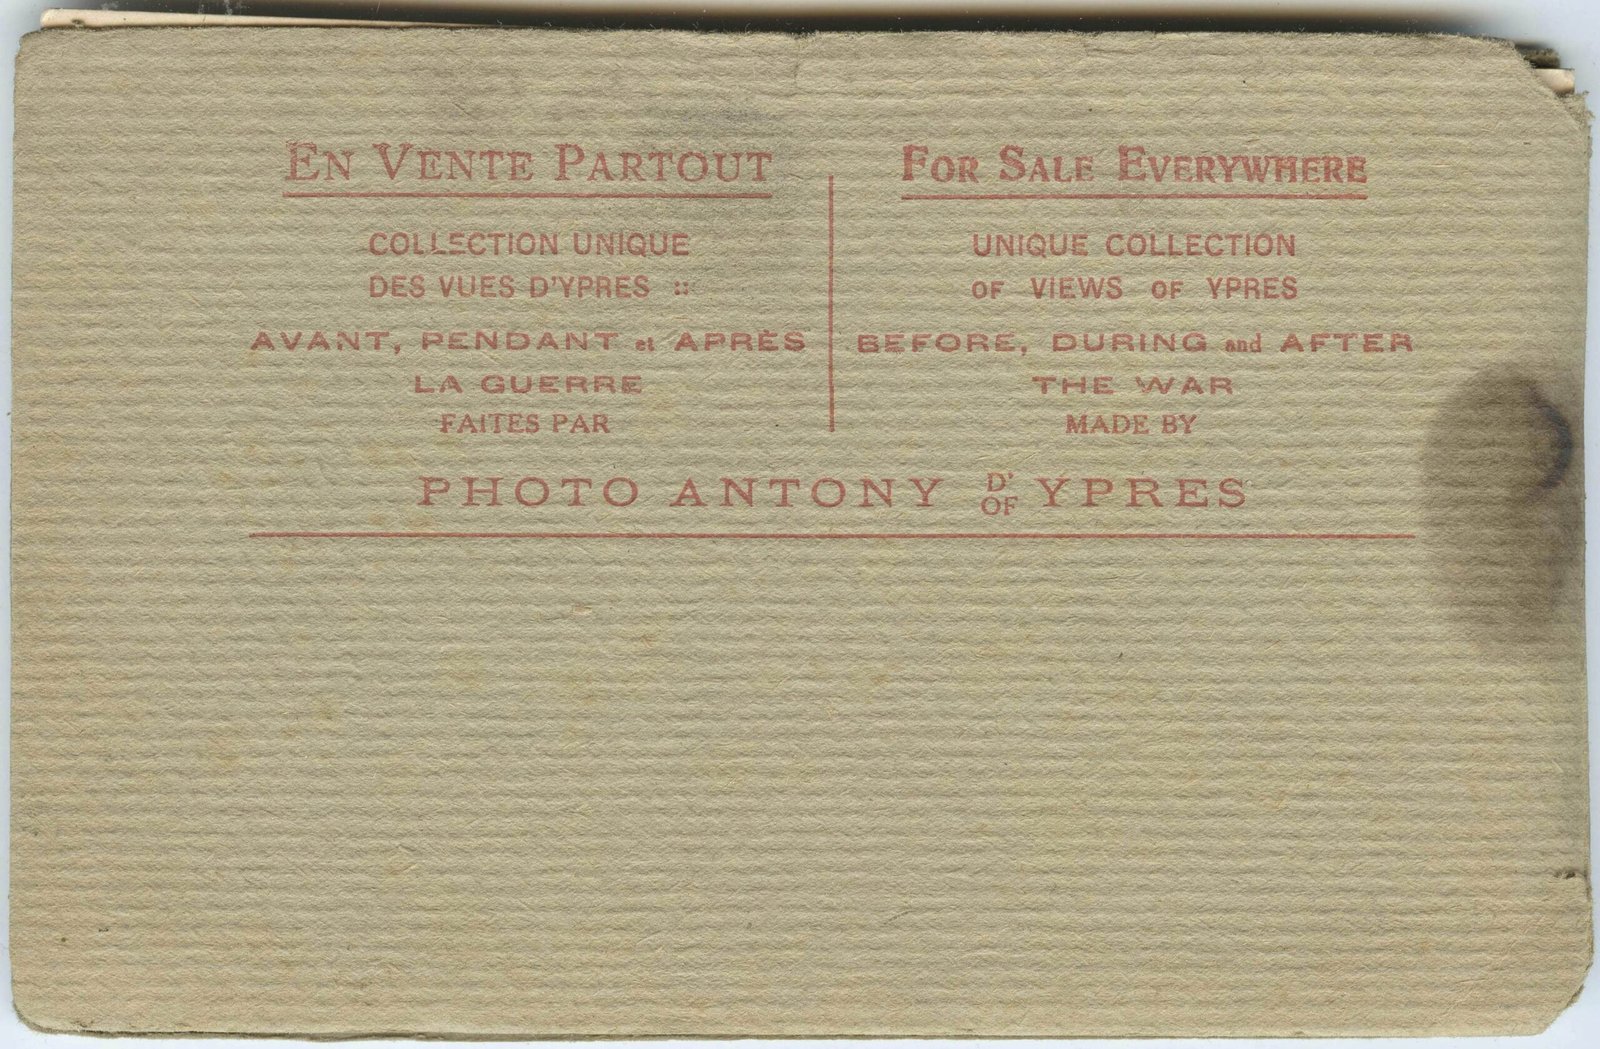 EN VENTE PARTOUT
COLLECTION UNIQUE
DES VUES D'YPRES ::
AVANT, PENDANT et APRÈS
LA GUERRE
FAITES PAR
FOR SALE EVERYWHERE
UNIQUE COLLECTION
OF VIEWS OF YPRES
BEFORE, DURING and AFTER
THE WAR
MADE BY
PHOTO ANTONY D' OF YPRES